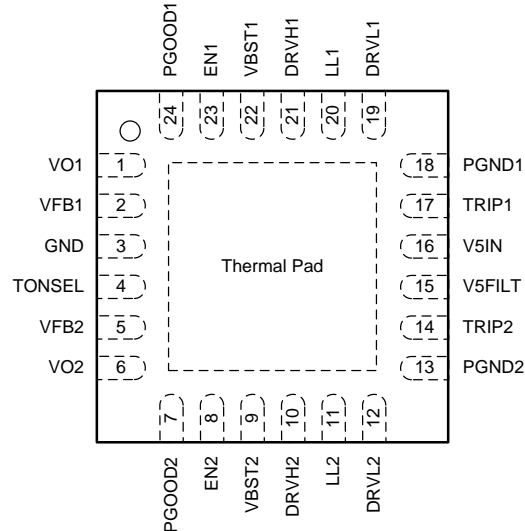 PGOOD1
EN1
VBST1
DRVH1
LL1
DRVL1
24
23
22
21
20
19
VO1
1
18
PGND1
VFB1
2
17
TRIP1
GND
3
16
V5IN
Thermal Pad
TONSEL
4
15
V5FILT
VFB2
5
14
TRIP2
VO2
6
13
PGND2
7
8
9
10
11
12
PGOOD2
EN2
VBST2
DRVH2
LL2
DRVL2